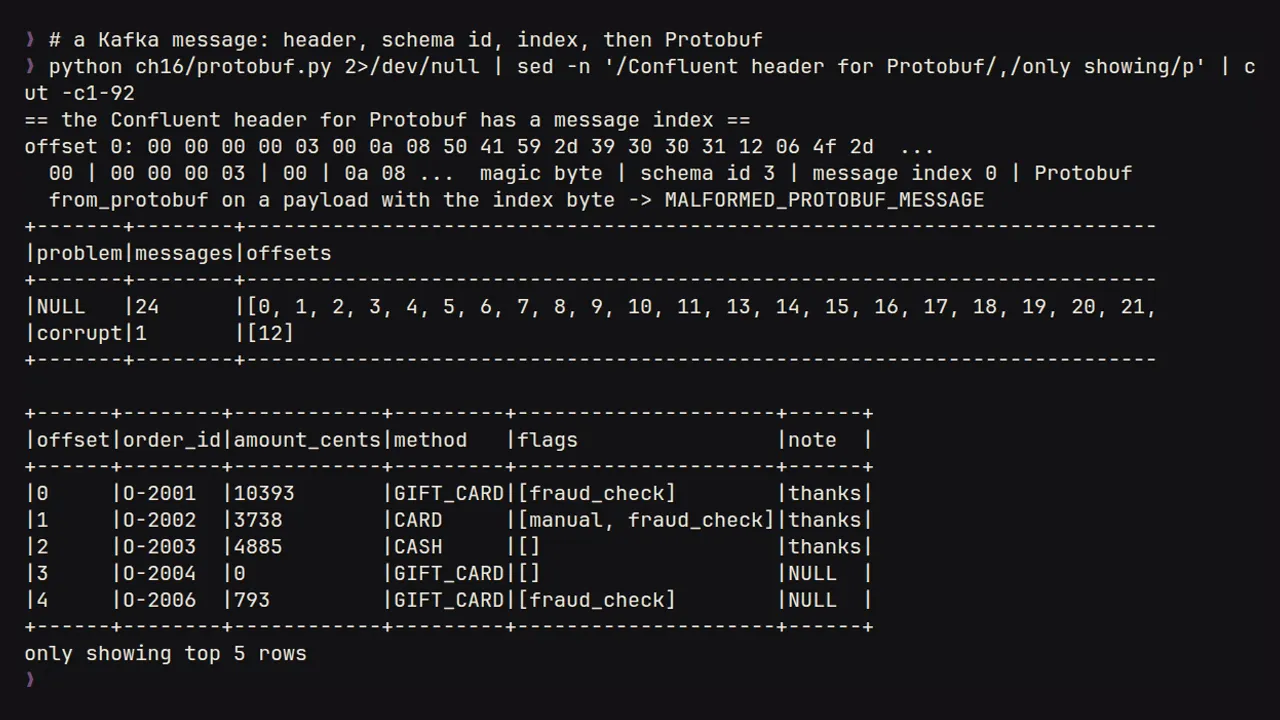 ❯ # a Kafka message: header, schema id, index, then Protobuf
❯ python ch16/protobuf.py 2>/dev/null | sed -n '/Confluent header for Protobuf/,/only showing/p' | c
ut -c1-92
== the Confluent header for Protobuf has a message index ==
offset 0: 00 00 00 00 03 00 0a 08 50 41 59 2d 39 30 30 31 12 06 4f 2d  ...
  00 | 00 00 00 03 | 00 | 0a 08 ...  magic byte | schema id 3 | message index 0 | Protobuf
  from_protobuf on a payload with the index byte -> MALFORMED_PROTOBUF_MESSAGE
+-------+--------+--------------------------------------------------------------------------
|problem|messages|offsets
+-------+--------+--------------------------------------------------------------------------
|NULL   |24      |[0, 1, 2, 3, 4, 5, 6, 7, 8, 9, 10, 11, 13, 14, 15, 16, 17, 18, 19, 20, 21,
|corrupt|1       |[12]
+-------+--------+--------------------------------------------------------------------------

+------+--------+------------+---------+---------------------+------+
|offset|order_id|amount_cents|method   |flags                |note  |
+------+--------+------------+---------+---------------------+------+
|0     |O-2001  |10393       |GIFT_CARD|[fraud_check]        |thanks|
|1     |O-2002  |3738        |CARD     |[manual, fraud_check]|thanks|
|2     |O-2003  |4885        |CASH     |[]                   |thanks|
|3     |O-2004  |0           |GIFT_CARD|[]                   |NULL  |
|4     |O-2006  |793         |GIFT_CARD|[fraud_check]        |NULL  |
+------+--------+------------+---------+---------------------+------+
only showing top 5 rows
❯